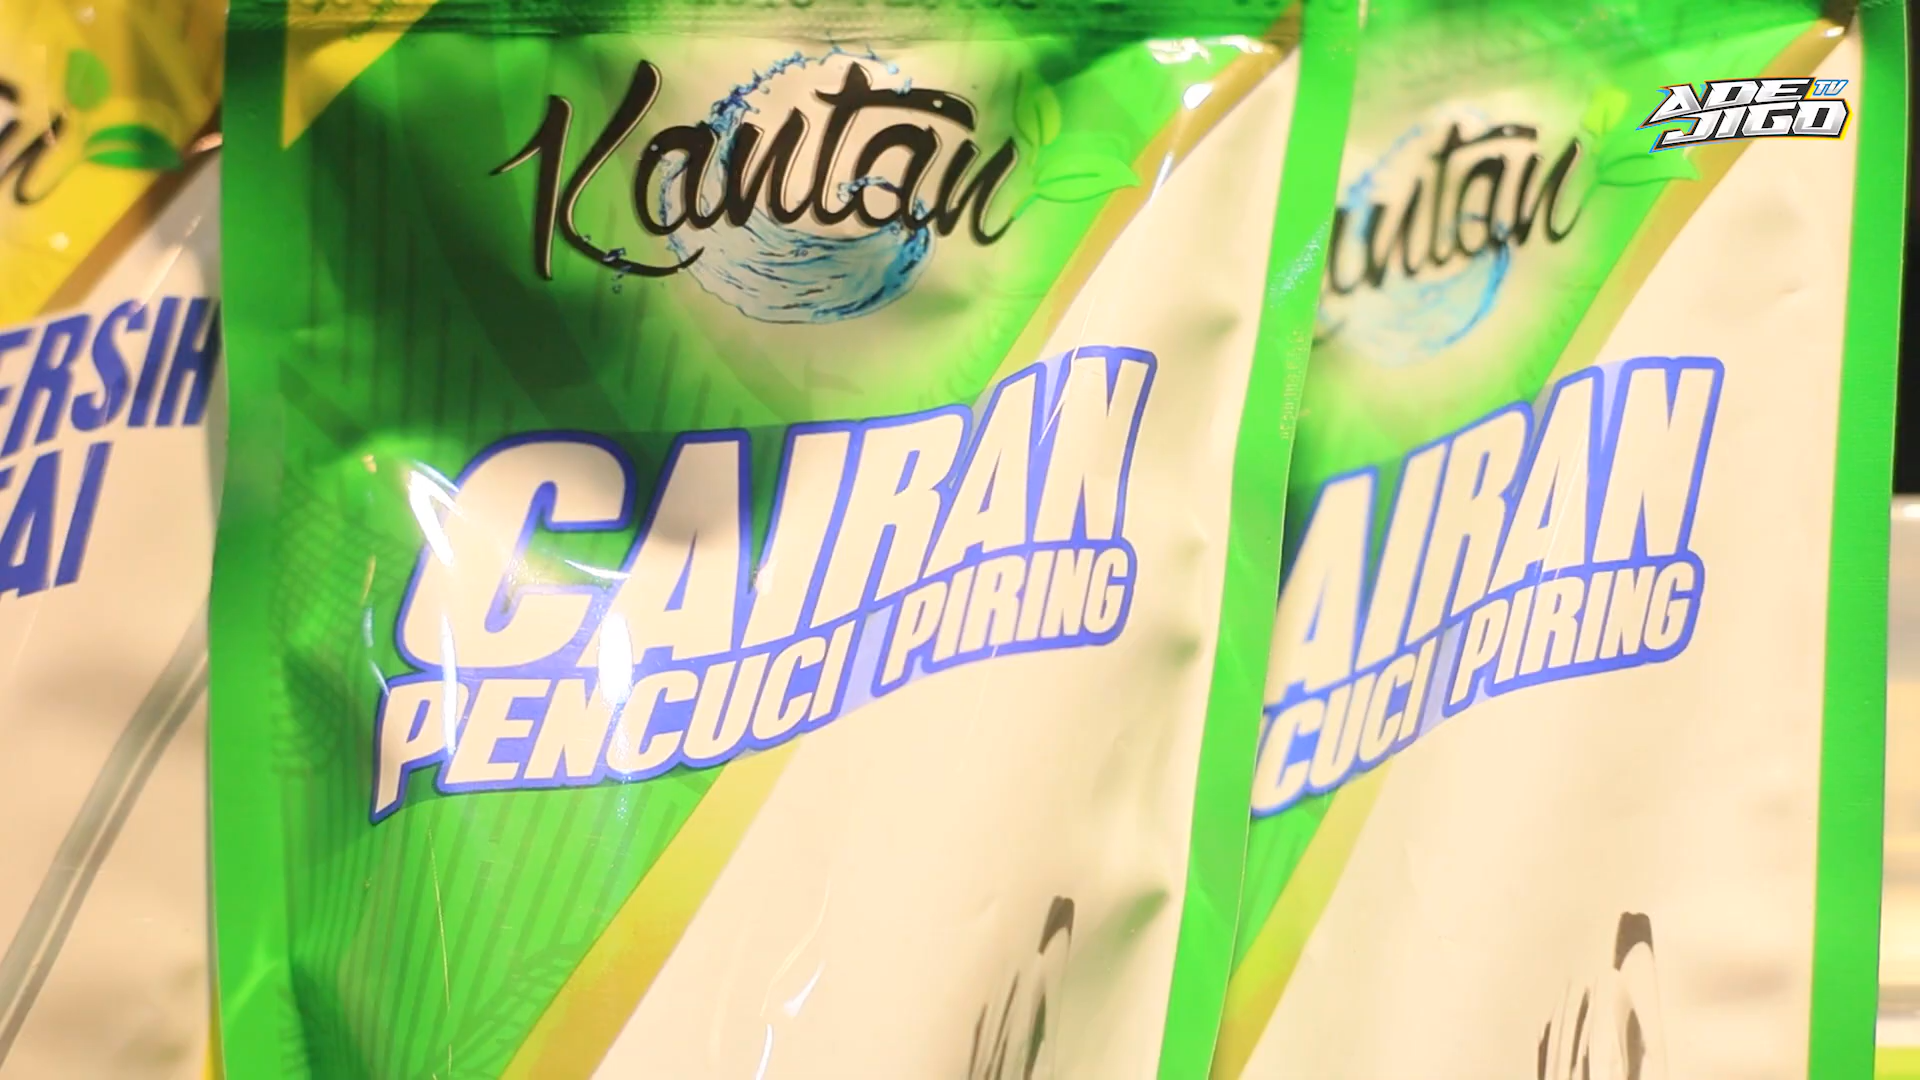 Kantan
CAIRAN
PENCUCI PIRING
ADE TV
JIGO
antan
AIRAN
CUCI PIRING
ERSIH
AI